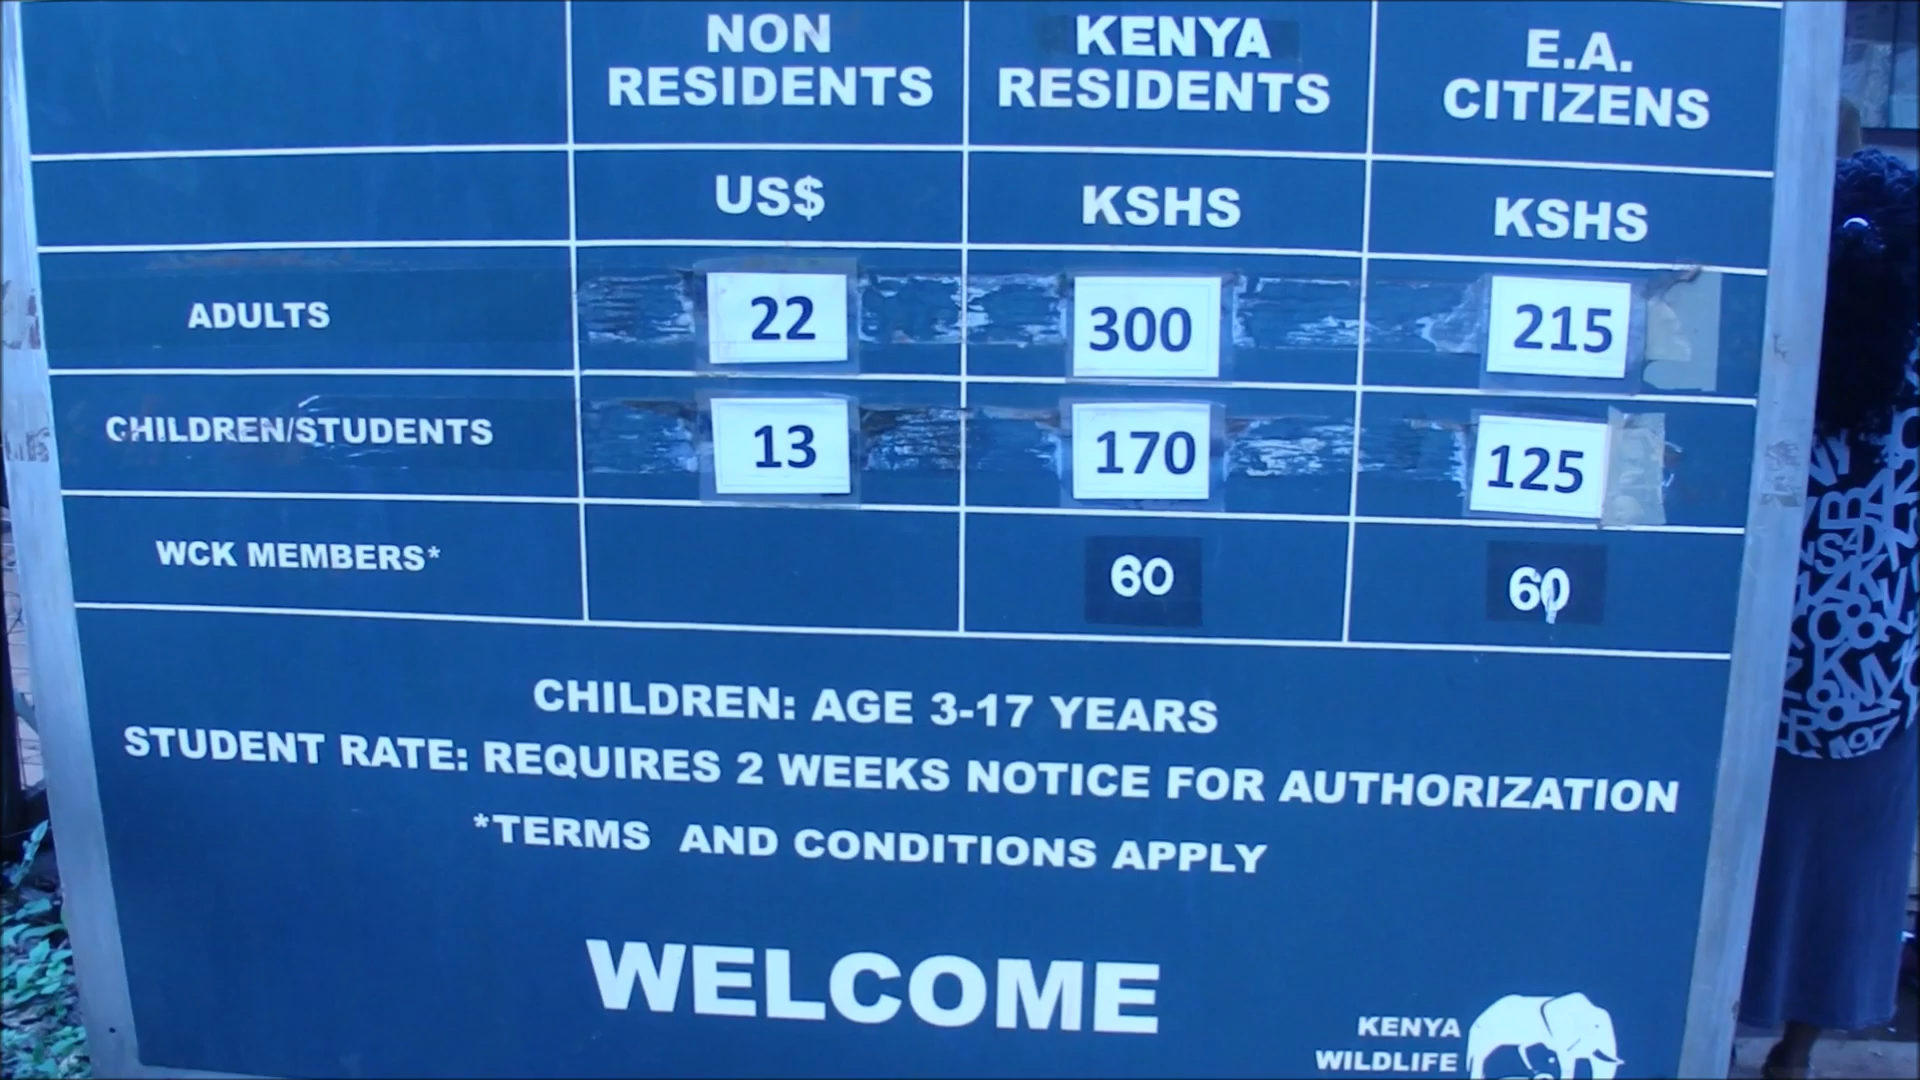 NON RESIDENTS KENYA RESIDENTS E.A. CITIZENS
US$ KSHS KSHS
ADULTS 22 300 215
CHILDREN/STUDENTS 13 170 125
WCK MEMBERS* 60 60
CHILDREN: AGE 3-17 YEARS
STUDENT RATE: REQUIRES 2 WEEKS NOTICE FOR AUTHORIZATION
*TERMS AND CONDITIONS APPLY
WELCOME
KENYA
WILDLIFE